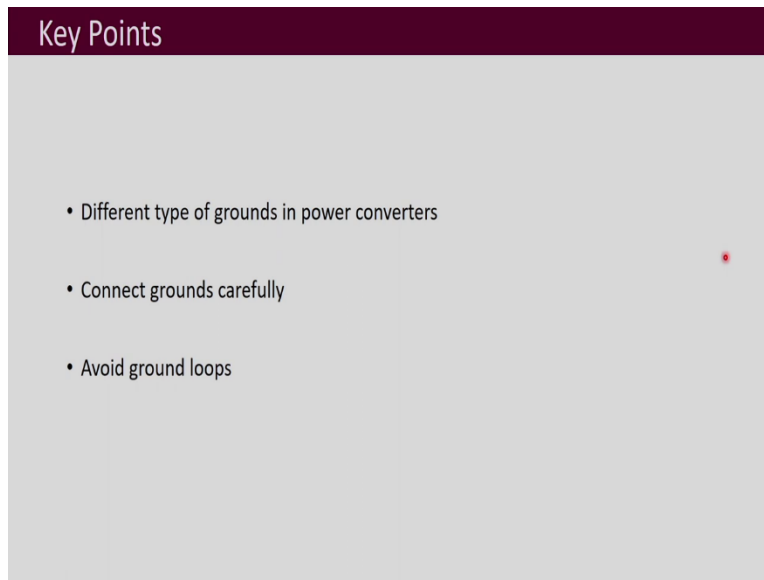 Key Points
• Different type of grounds in power converters
• Connect grounds carefully
• Avoid ground loops